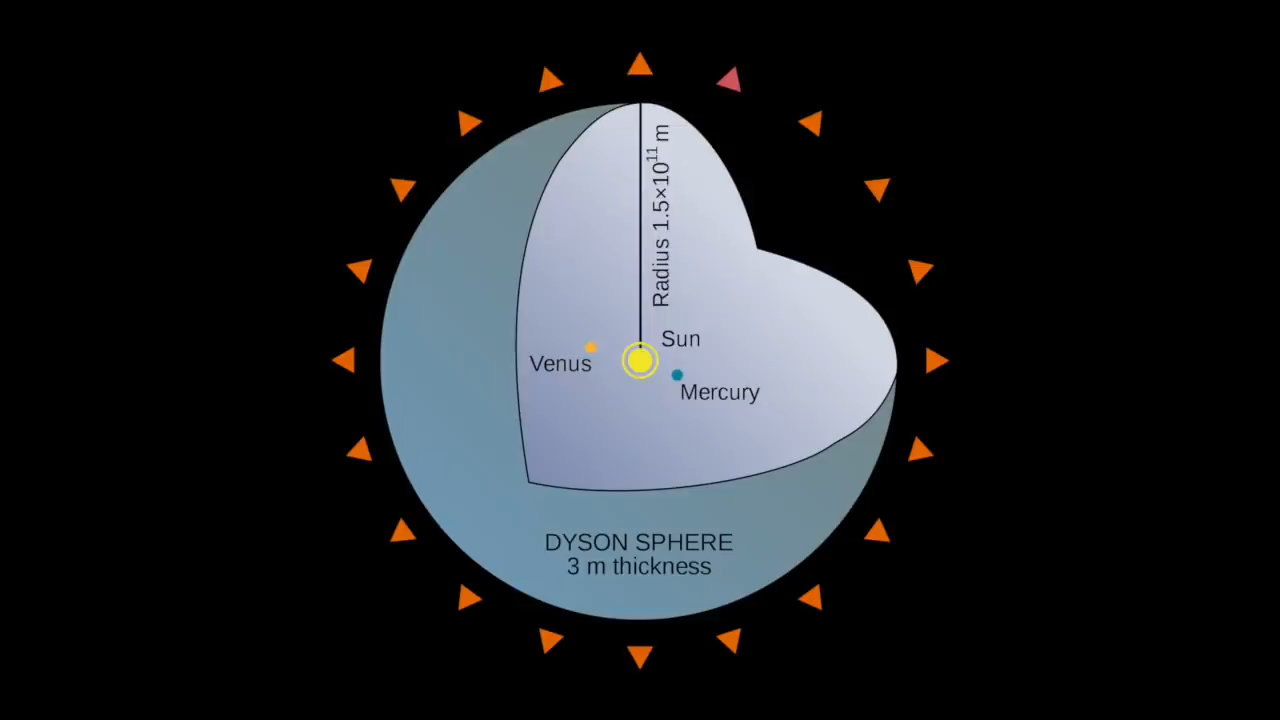 Radius 1.5×10¹¹ m
Sun
Venus
Mercury
DYSON SPHERE
3 m thickness